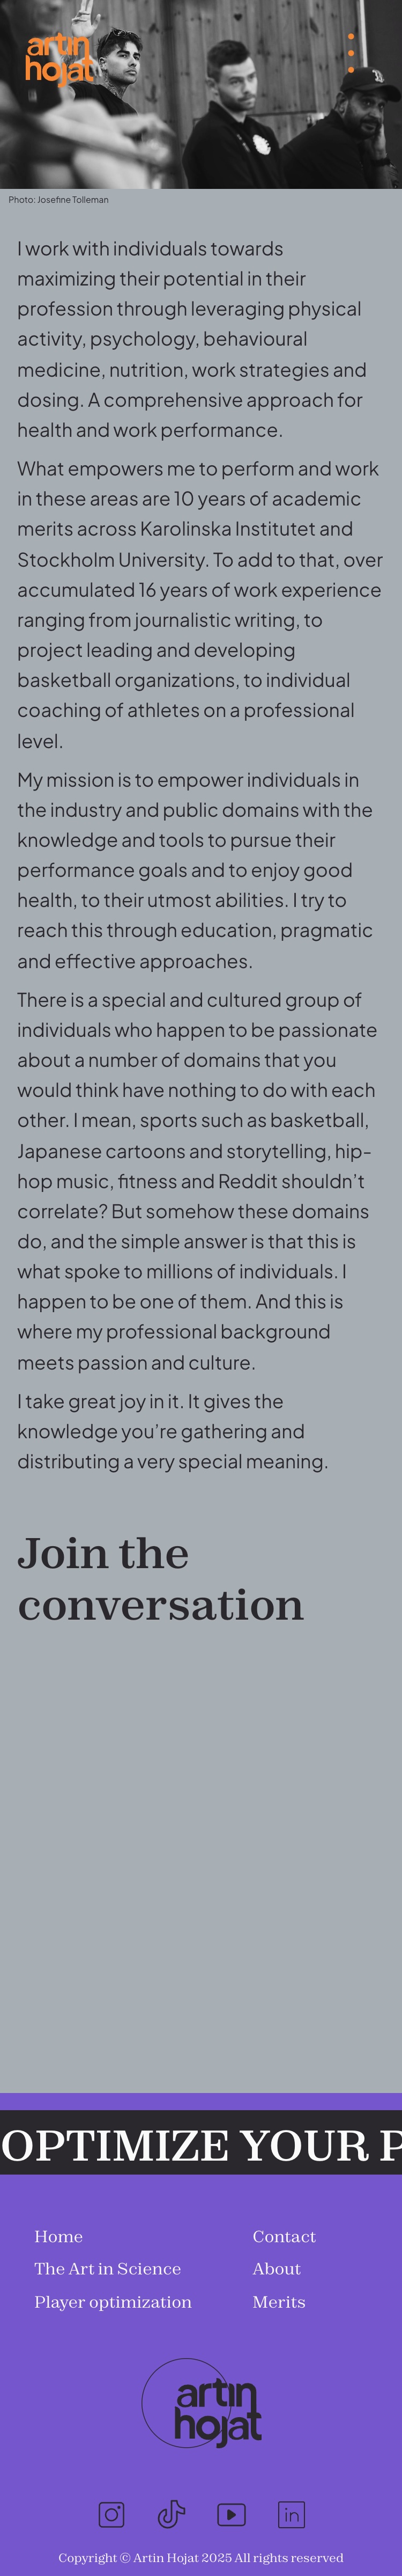 artin
hojat
Photo: Josefine Tolleman
I work with individuals towards
maximizing their potential in their
profession through leveraging physical
activity, psychology, behavioural
medicine, nutrition, work strategies and
dosing. A comprehensive approach for
health and work performance.
What empowers me to perform and work
in these areas are 10 years of academic
merits across Karolinska Institutet and
Stockholm University. To add to that, over
accumulated 16 years of work experience
ranging from journalistic writing, to
project leading and developing
basketball organizations, to individual
coaching of athletes on a professional
level.
My mission is to empower individuals in
the industry and public domains with the
knowledge and tools to pursue their
performance goals and to enjoy good
health, to their utmost abilities. I try to
reach this through education, pragmatic
and effective approaches.
There is a special and cultured group of
individuals who happen to be passionate
about a number of domains that you
would think have nothing to do with each
other. I mean, sports such as basketball,
Japanese cartoons and storytelling, hip-
hop music, fitness and Reddit shouldn't
correlate? But somehow these domains
do, and the simple answer is that this is
what spoke to millions of individuals. I
happen to be one of them. And this is
where my professional background
meets passion and culture.
I take great joy in it. It gives the
knowledge you're gathering and
distributing a very special meaning.
Join the
conversation
OPTIMIZE YOUR P
Home
The Art in Science
Player optimization
Contact
About
Merits
artin
hojat
in
Copyright © Artin Hojat 2025 All rights reserved